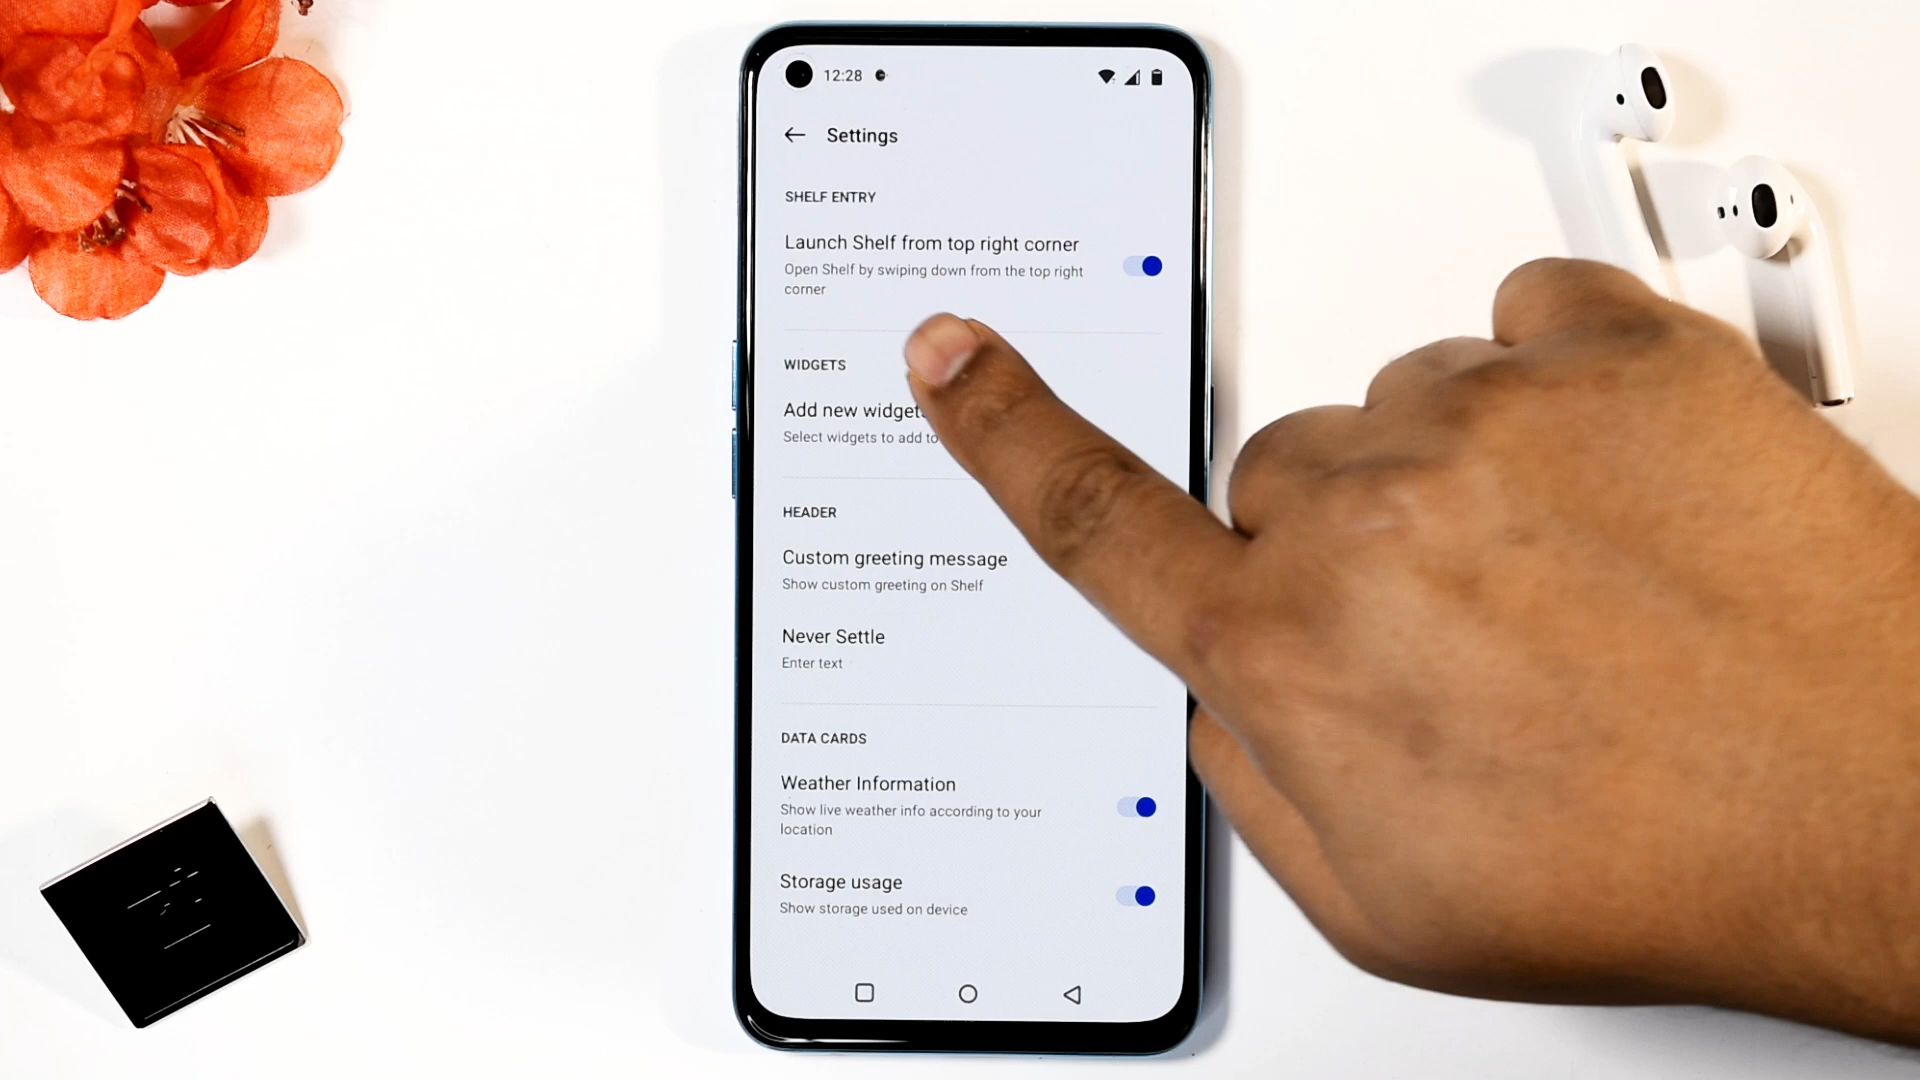 12:28
Settings
SHELF ENTRY
Launch Shelf from top right corner
Open Shelf by swiping down from the top right
corner
WIDGETS
Add new widget
Select widgets to add to
HEADER
Custom greeting message
Show custom greeting on Shelf
Never Settle
Enter text
DATA CARDS
Weather Information
Show live weather info according to your
location
Storage usage
Show storage used on device